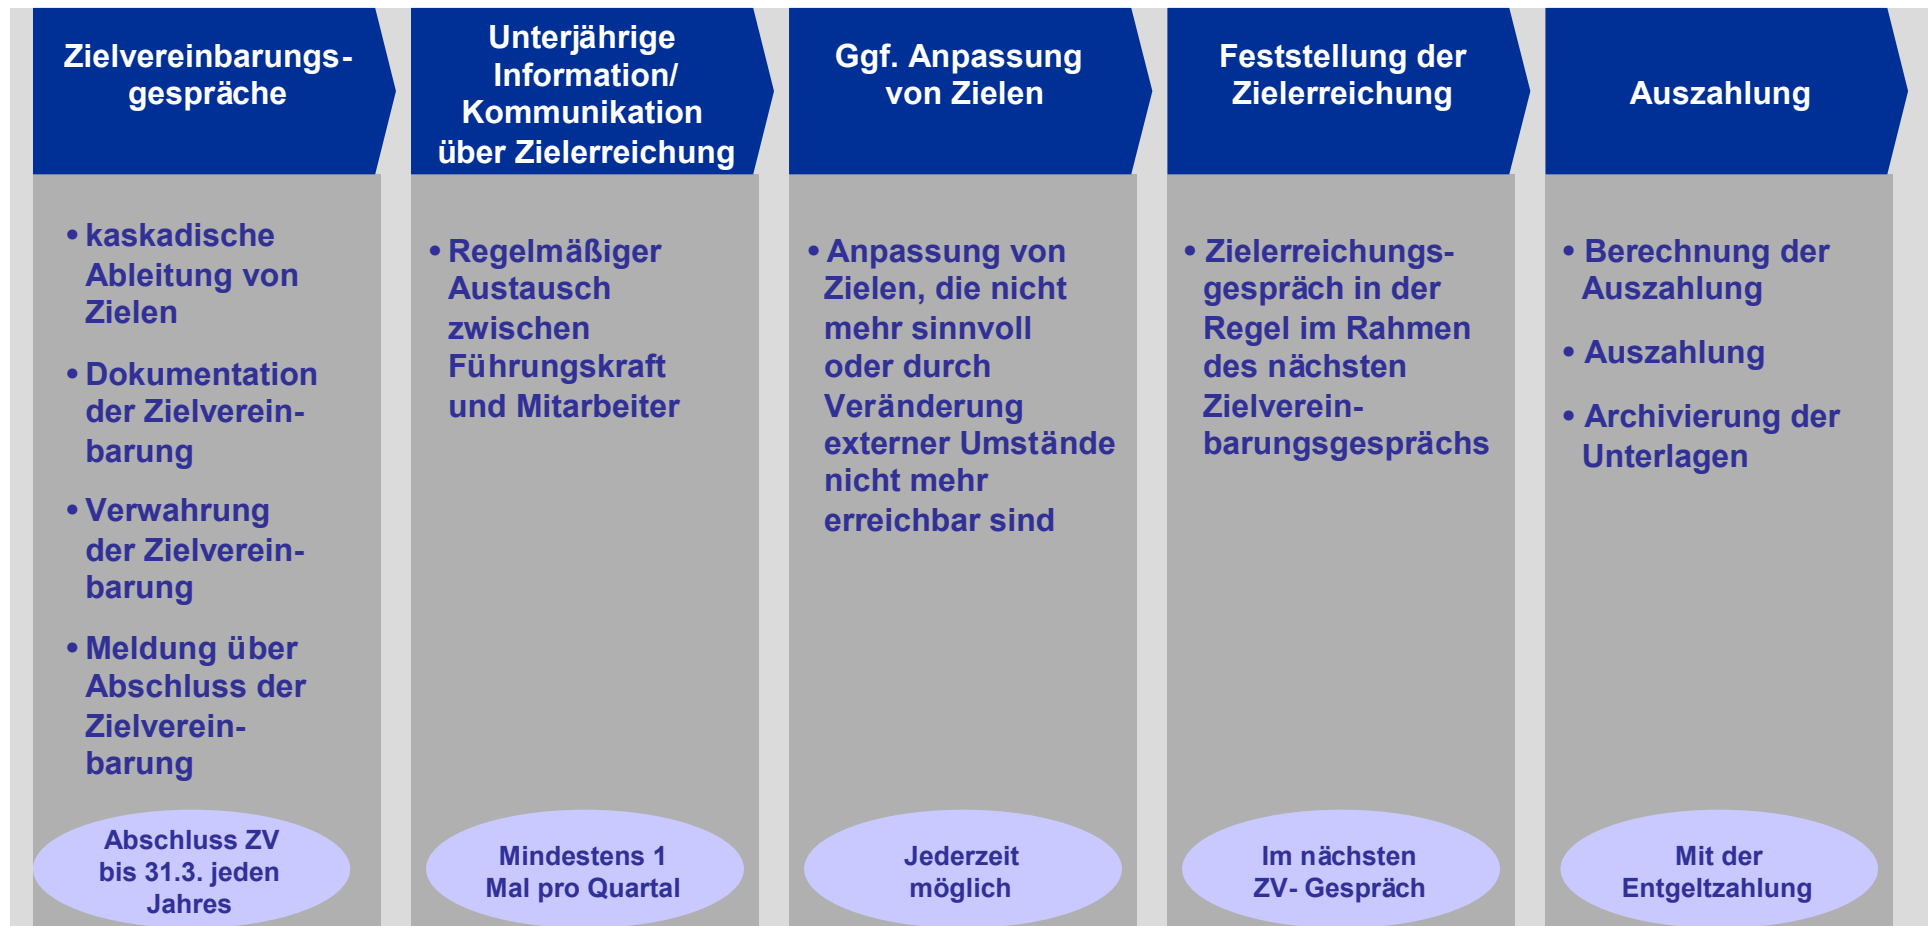 Zielvereinbarungs-
gespräche
• kaskadische
Ableitung von
Zielen
• Dokumentation
der Zielverein-
barung
• Verwahrung
der Zielverein-
barung
• Meldung über
Abschluss der
Zielverein-
barung
Abschluss ZV
bis 31.3. jeden
Jahres
Unterjährige
Information/
Kommunikation
über Zielerreichung
• Regelmäßiger
Austausch
zwischen
Führungskraft
und Mitarbeiter
Mindestens 1
Mal pro Quartal
Ggf. Anpassung
von Zielen
• Anpassung von
Zielen, die nicht
mehr sinnvoll
oder durch
Veränderung
externer Umstände
nicht mehr
erreichbar sind
Jederzeit
möglich
Feststellung der
Zielerreichung
• Zielerreichungs-
gespräch in der
Regel im Rahmen
des nächsten
Zielverein-
barungsgesprächs
Im nächsten
ZV- Gespräch
Auszahlung
• Berechnung der
Auszahlung
• Auszahlung
• Archivierung der
Unterlagen
Mit der
Entgeltzahlung